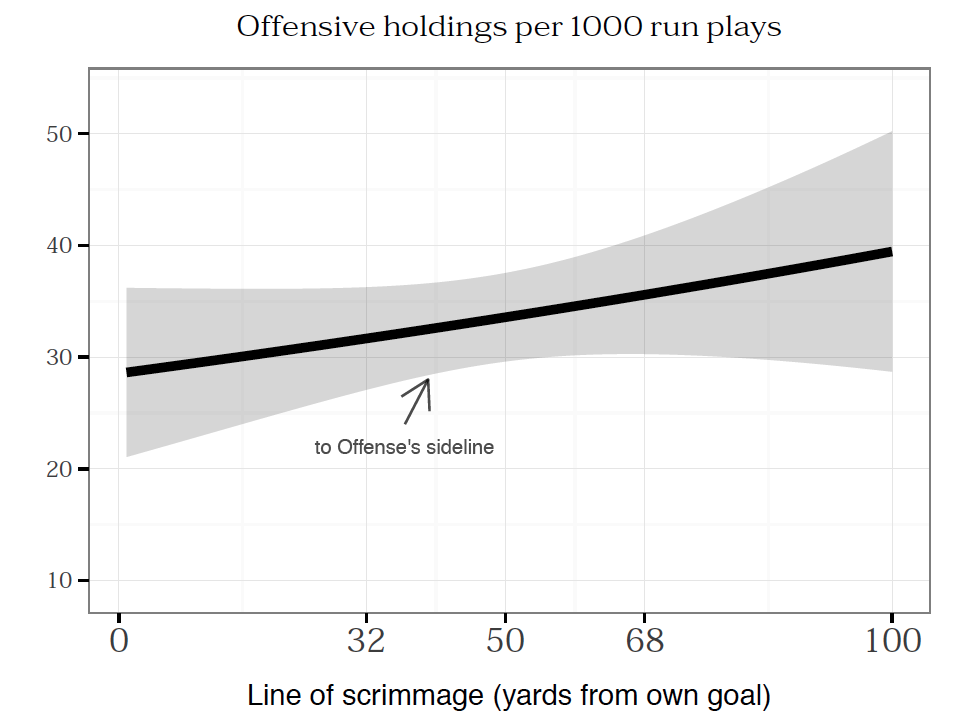 Offensive holdings per 1000 run plays
50
40
30
20
10
to Offense's sideline
0 32 50 68 100
Line of scrimmage (yards from own goal)